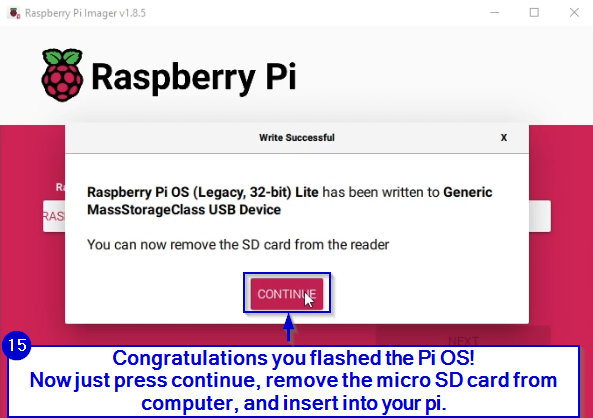 Raspberry Pi Imager v1.8.5
Raspberry Pi
Write Successful
X
Raspberry Pi OS (Legacy, 32-bit) Lite has been written to Generic
MassStorageClass USB Device
You can now remove the SD card from the reader
Ra
RAS
CONTINUE
NEXT
15
Congratulations you flashed the Pi OS!
Now just press continue, remove the micro SD card from
computer, and insert into your pi.